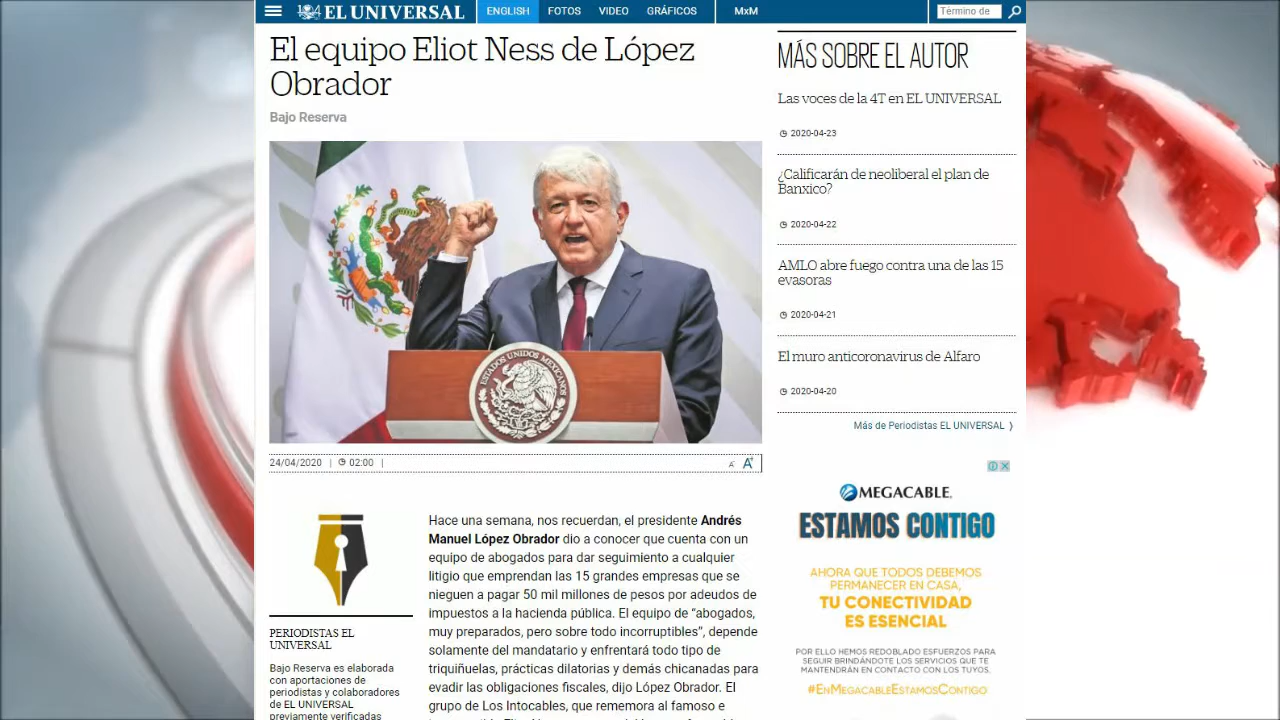 EL UNIVERSAL
ENGLISH
FOTOS
VIDEO
GRÁFICOS
MxM
Término de
El equipo Eliot Ness de López
Obrador
Bajo Reserva
ESTADOS UNIDOS MEXICANOS
24/04/2020 | 02:00 |
A-
A+
PERIODISTAS EL
UNIVERSAL
Bajo Reserva es elaborada
con aportaciones de
periodistas y colaboradores
de EL UNIVERSAL
previamente verificadas
Hace una semana, nos recuerdan, el presidente Andrés
Manuel López Obrador dio a conocer que cuenta con un
equipo de abogados para dar seguimiento a cualquier
litigio que emprendan las 15 grandes empresas que se
nieguen a pagar 50 mil millones de pesos por adeudos de
impuestos a la hacienda pública. El equipo de “abogados,
muy preparados, pero sobre todo incorruptibles”, depende
solamente del mandatario y enfrentará todo tipo de
triquiñuelas, prácticas dilatorias y demás chicanadas para
evadir las obligaciones fiscales, dijo López Obrador. El
grupo de Los Intocables, que rememora al famoso e
MÁS SOBRE EL AUTOR
Las voces de la 4T en EL UNIVERSAL
2020-04-23
¿Calificarán de neoliberal el plan de
Banxico?
2020-04-22
AMLO abre fuego contra una de las 15
evasoras
2020-04-21
El muro anticoronavirus de Alfaro
2020-04-20
Más de Periodistas EL UNIVERSAL ⟩
MEGACABLE
ESTAMOS CONTIGO
AHORA QUE TODOS DEBEMOS
PERMANECER EN CASA,
TU CONECTIVIDAD
ES ESENCIAL
POR ELLO HEMOS REDOBLADO ESFUERZOS PARA
SEGUIR BRINDÁNDOTE LOS SERVICIOS QUE TE
MANTENDRÁN EN CONTACTO CON LOS TUYOS.
#EnMegacableEstamosContigo